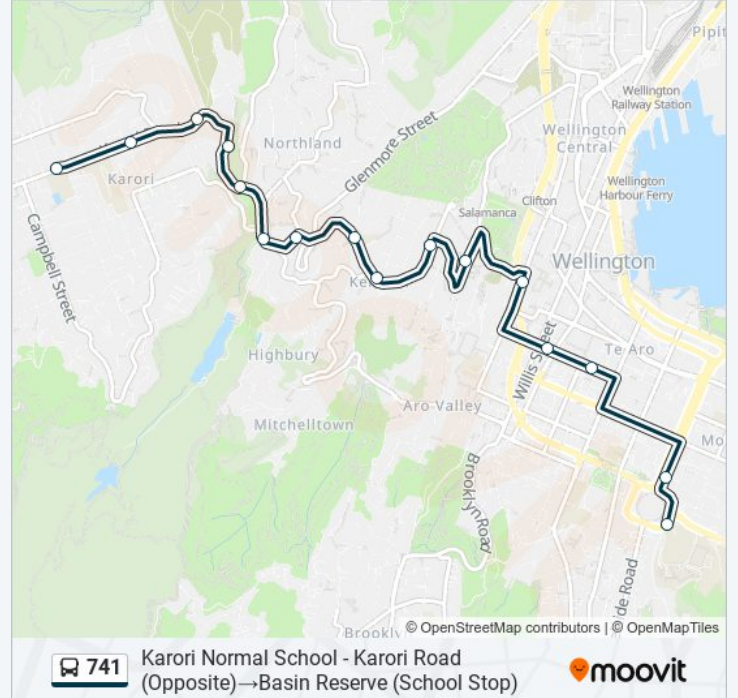 Pipit
Wellington
Railway Station
Wellington
Central
Northland
Glenmore Street
Karori
Wellington
Harbour Ferry
Clifton
Salamanca
Campbell Street
Wellington
Ke
Highbury
Willis Street
Te Aro
Aro Valley
Mitchelltown
Mo
Brooklyn Road
de Road
Brookly
© OpenStreetMap contributors | © OpenMapTiles
741
Karori Normal School - Karori Road
(Opposite)→Basin Reserve (School Stop)
moovit